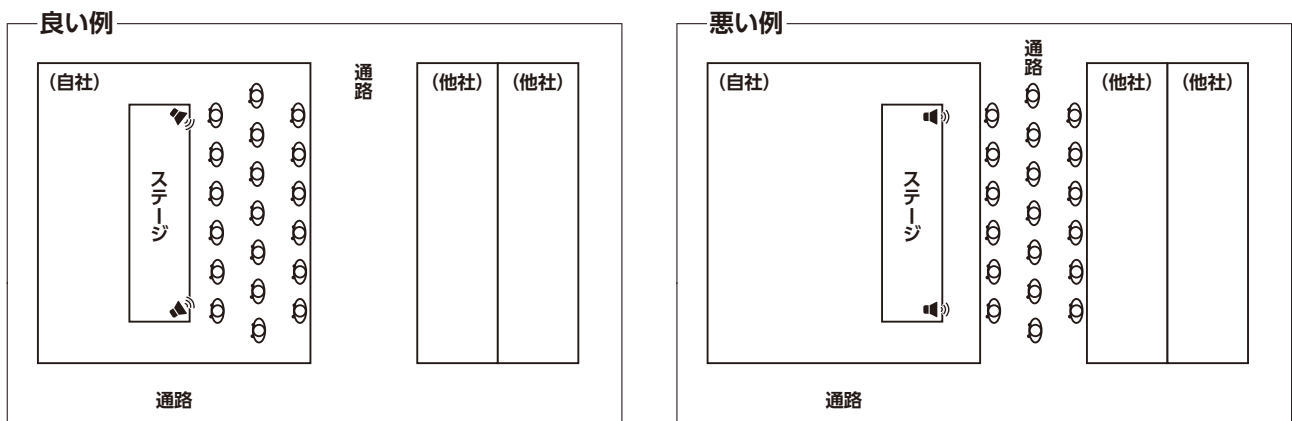 良い例
(自社)
ステージ
通路
(他社)
(他社)
通路
悪い例
(自社)
ステージ
通路
(他社)
(他社)
通路